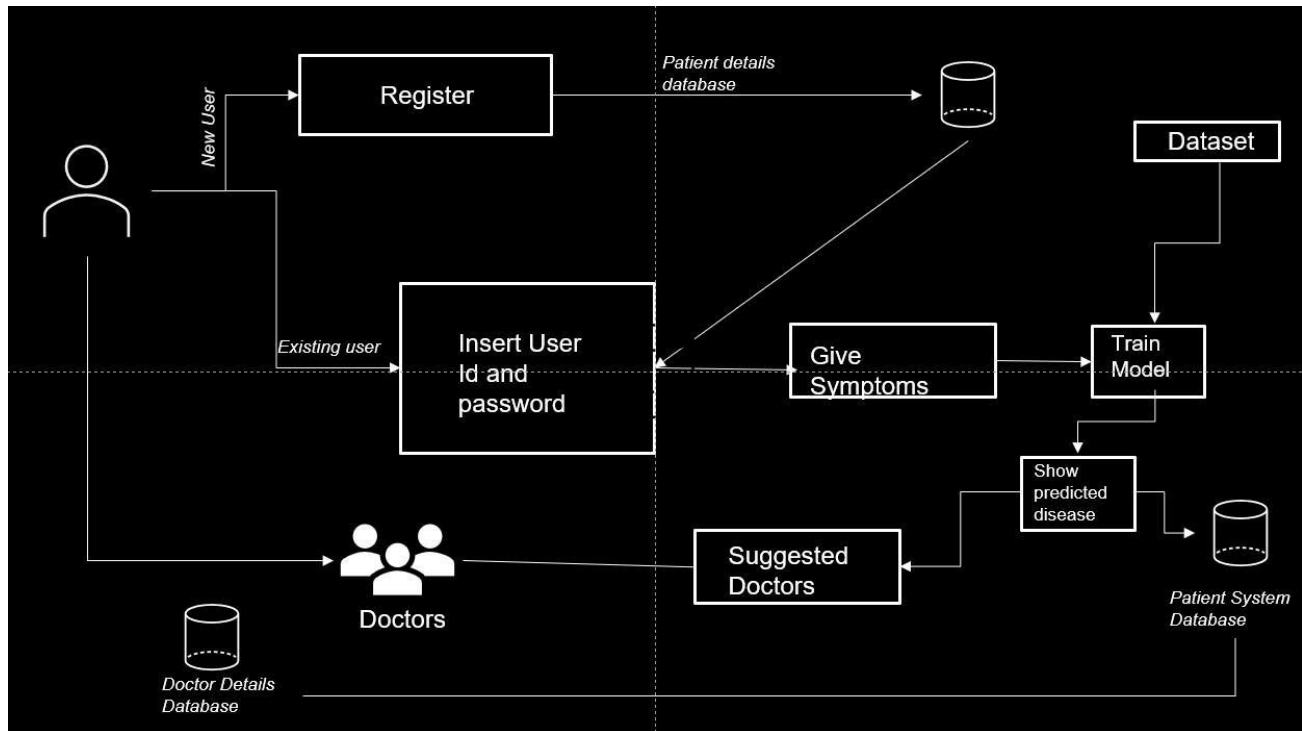 Register
Patient details
database
New User
Dataset
Existing user
Insert User
Id and
password
Give
Symptoms
Train
Model
Show
predicted
disease
Suggested
Doctors
Doctors
Patient System
Database
Doctor Details
Database